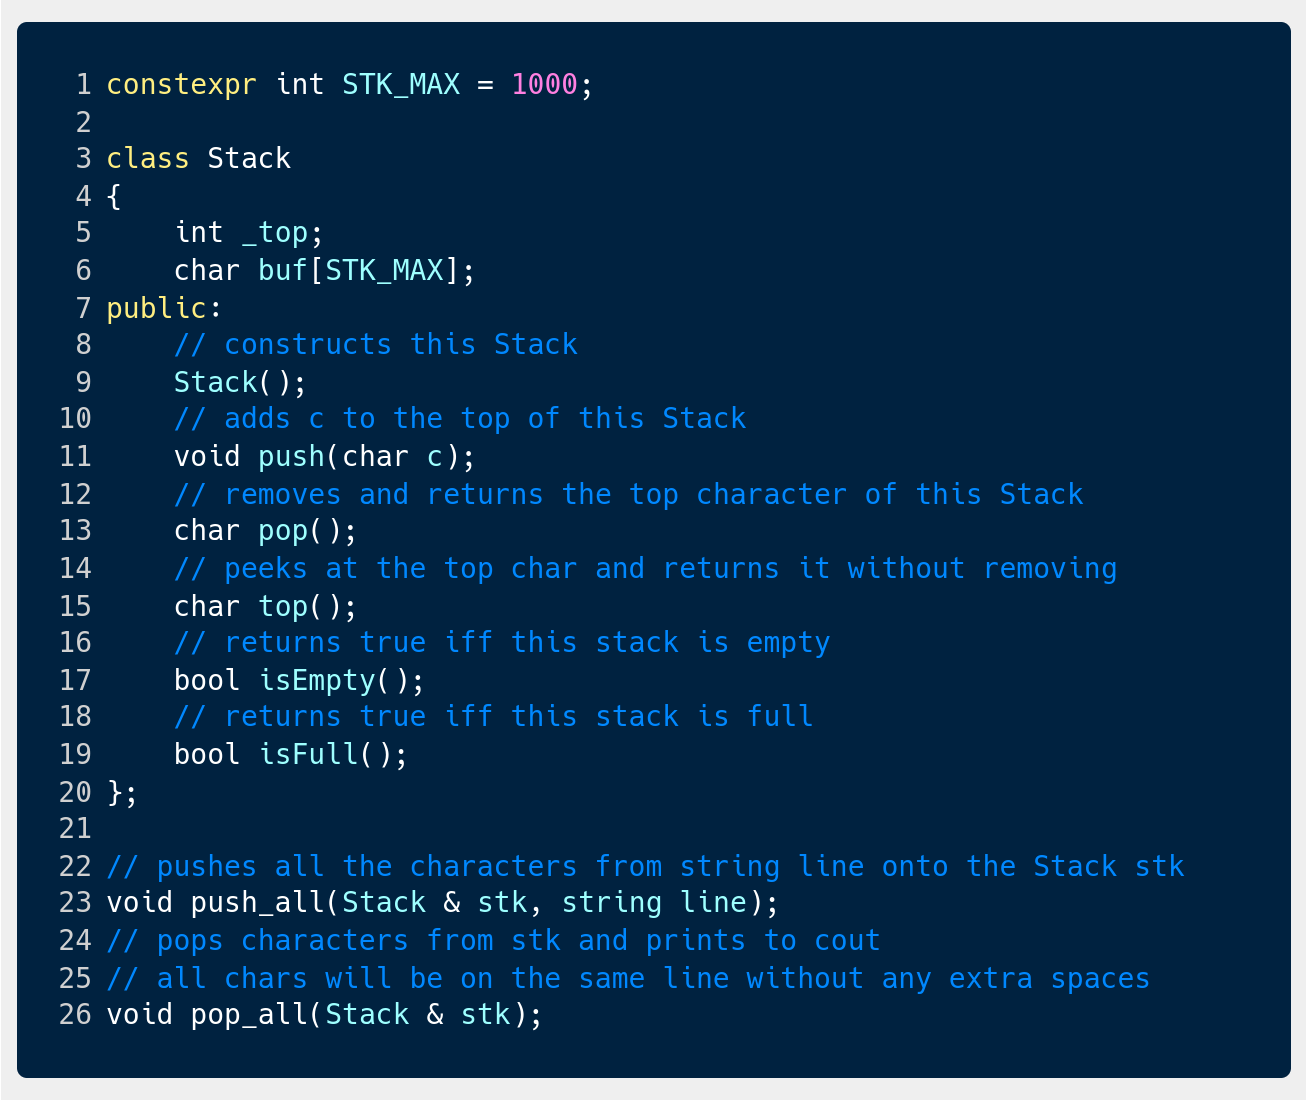 1 constexpr int STK_MAX = 1000;
2
3 class Stack
4 {
5     int _top;
6     char buf[STK_MAX];
7 public:
8     // constructs this Stack
9     Stack();
10     // adds c to the top of this Stack
11     void push(char c);
12     // removes and returns the top character of this Stack
13     char pop();
14     // peeks at the top char and returns it without removing
15     char top();
16     // returns true iff this stack is empty
17     bool isEmpty();
18     // returns true iff this stack is full
19     bool isFull();
20 };
21
22 // pushes all the characters from string line onto the Stack stk
23 void push_all(Stack & stk, string line);
24 // pops characters from stk and prints to cout
25 // all chars will be on the same line without any extra spaces
26 void pop_all(Stack & stk);